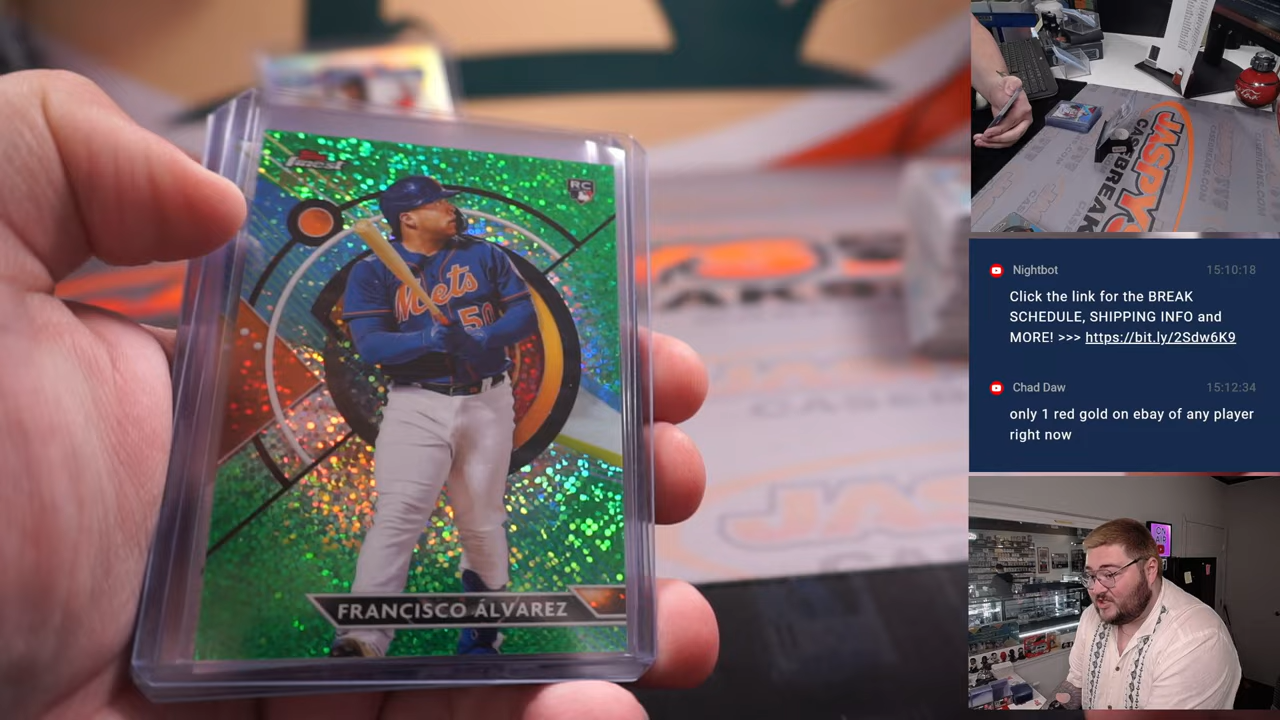 finest
RC
Mets
50
FRANCISCO ÁLVAREZ
JASPY'S
CASEBREAK
Nightbot 15:10:18
Click the link for the BREAK
SCHEDULE, SHIPPING INFO and
MORE! >>> https://bit.ly/2Sdw6K9
Chad Daw 15:12:34
only 1 red gold on ebay of any player
right now